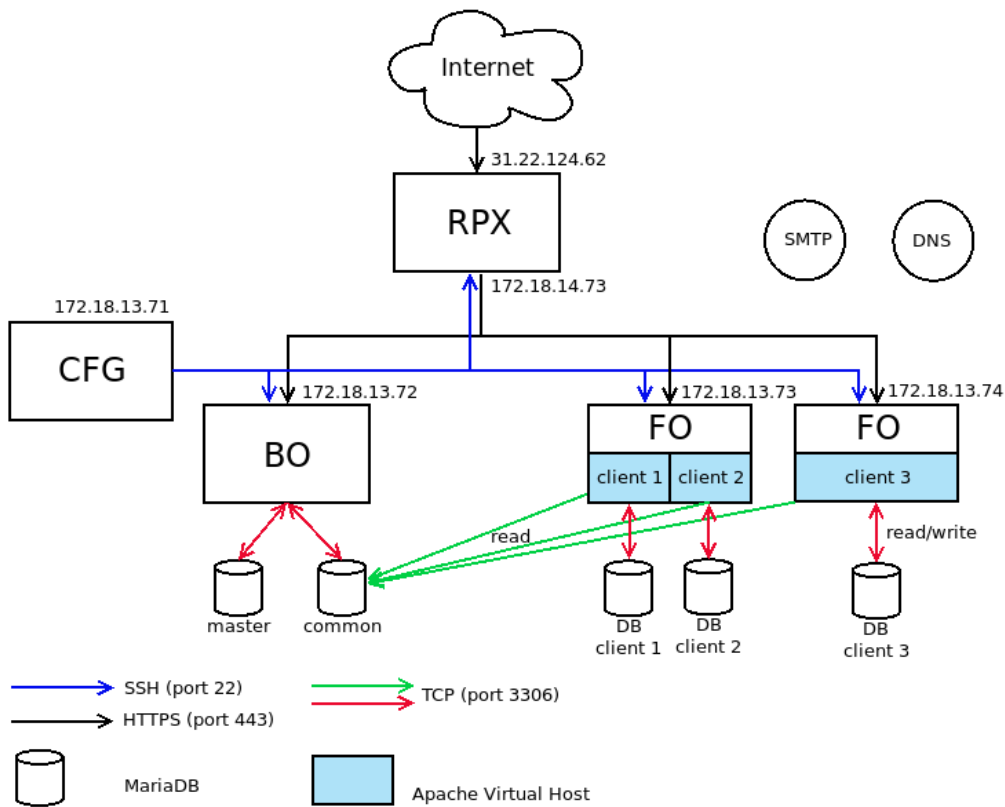 Internet
31.22.124.62
RPX
SMTP
DNS
172.18.14.73
172.18.13.71
CFG
172.18.13.72
172.18.13.73
172.18.13.74
BO
FO
FO
client 1
client 2
client 3
read
read/write
master
common
DB
client 1
DB
client 2
DB
client 3
SSH (port 22)
TCP (port 3306)
HTTPS (port 443)
MariaDB
Apache Virtual Host